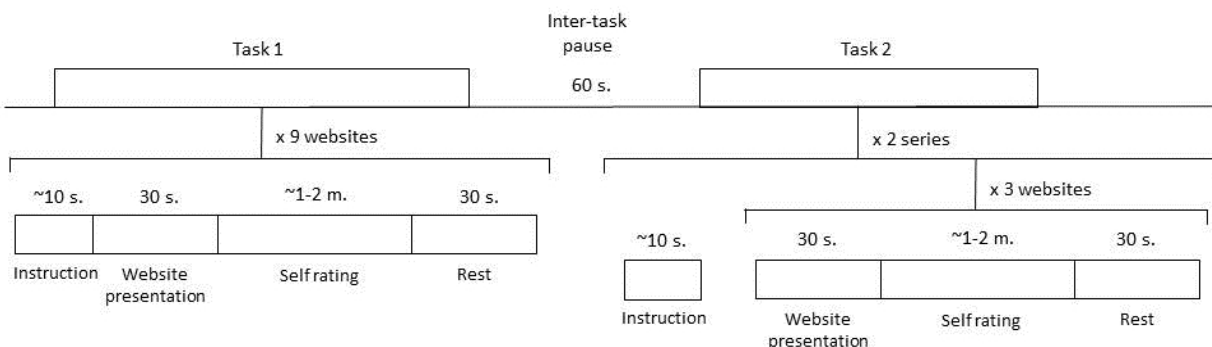 Inter-task
pause
60 s.
Task 1
Task 2
x 9 websites
x 2 series
~10 s.
30 s.
~1-2 m.
30 s.
Instruction
Website
presentation
Self rating
Rest
x 3 websites
~10 s.
Instruction
30 s.
~1-2 m.
30 s.
Website
presentation
Self rating
Rest